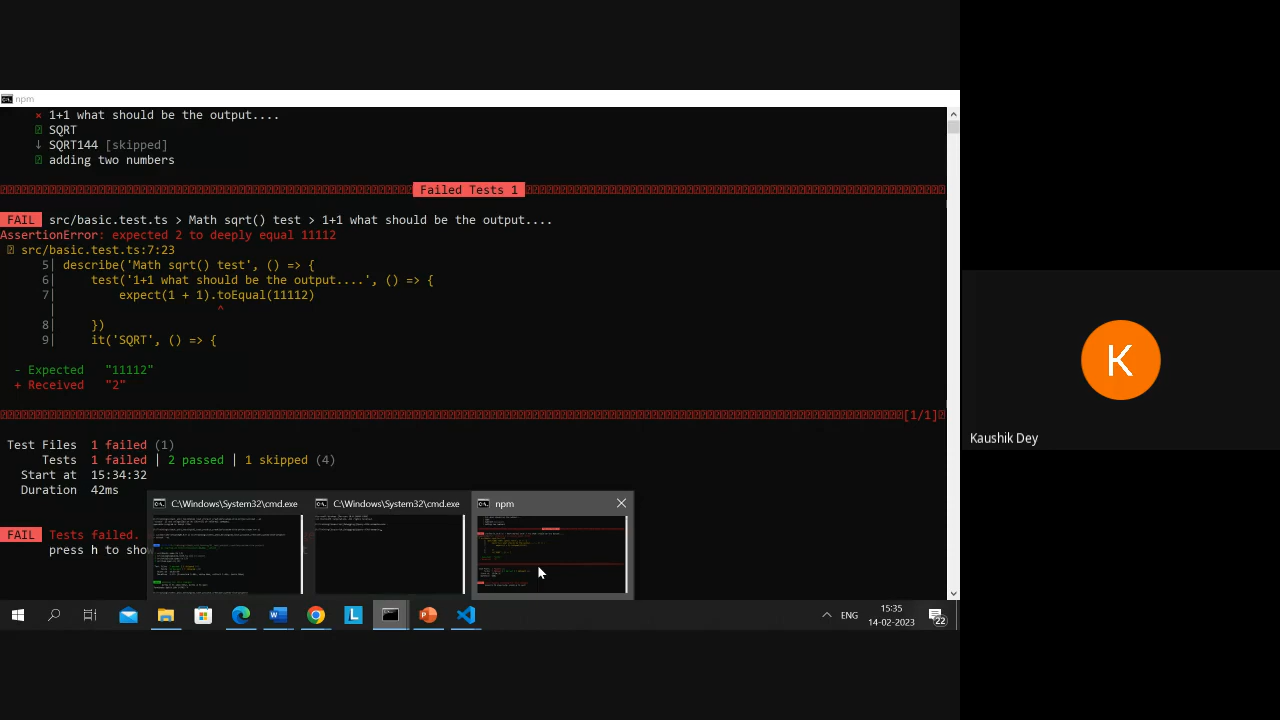 npm
× 1+1 what should be the output....
SQRT
↓ SQRT144 [skipped]
adding two numbers
Failed Tests 1
FAIL src/basic.test.ts > Math sqrt() test > 1+1 what should be the output....
AssertionError: expected 2 to deeply equal 11112
src/basic.test.ts:7:23
5| describe('Math sqrt() test', () => {
6| test('1+1 what should be the output....', () => {
7| expect(1 + 1).toEqual(11112)
| ^
8| })
9| it('SQRT', () => {
- Expected "11112"
+ Received "2"
[1/1]
Test Files 1 failed (1)
Tests 1 failed | 2 passed | 1 skipped (4)
Start at 15:34:32
Duration 42ms
C:\Windows\System32\cmd.exe
C:\Windows\System32\cmd.exe
npm
FAIL Tests failed.
press h to sho
ENG
15:35
14-02-2023
22
K
Kaushik Dey